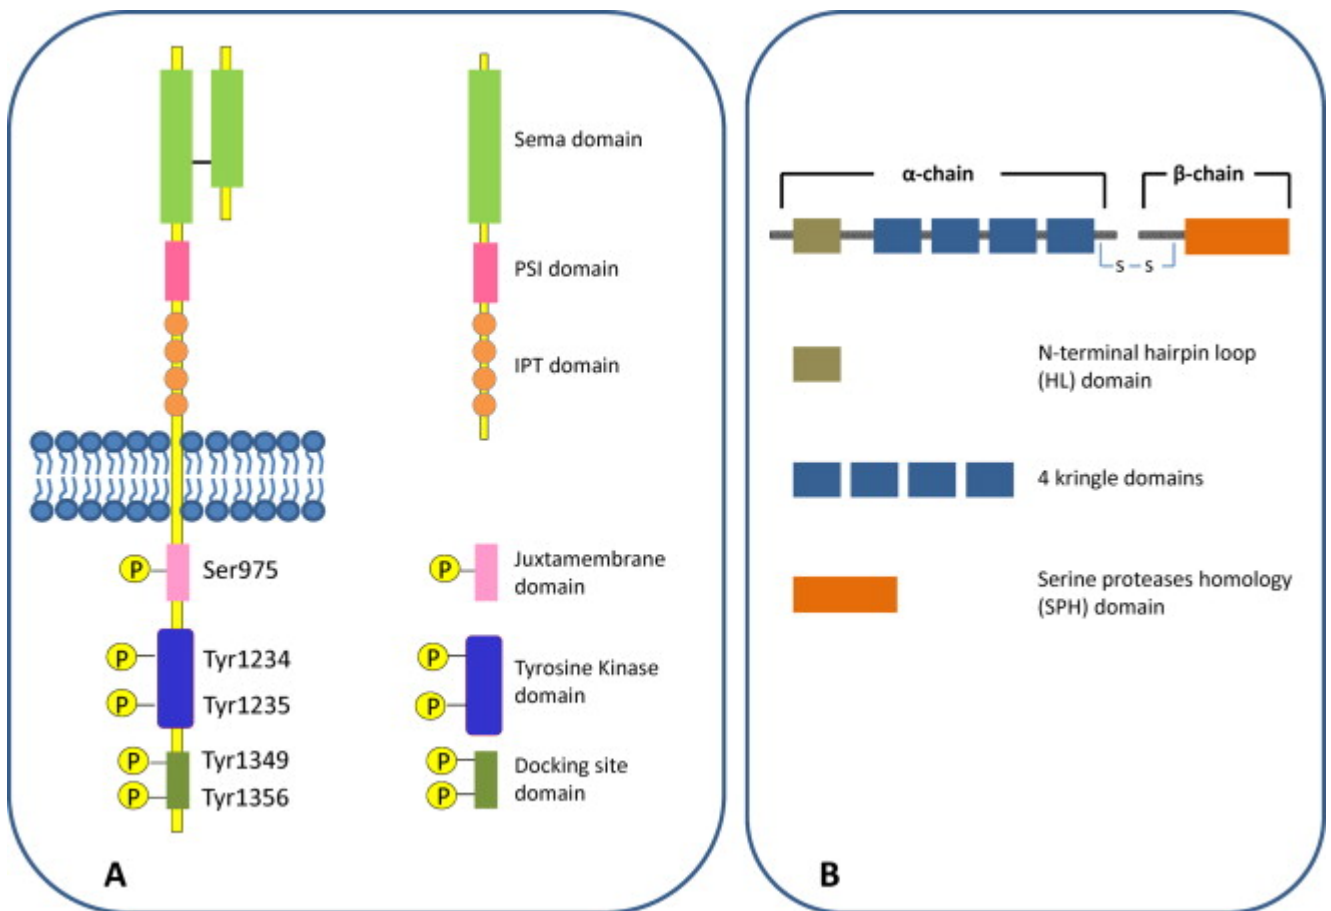 Sema domain
PSI domain
IPT domain
P
Ser975
P
Juxtamembrane
domain
P
Tyr1234
P
Tyr1235
P
P
Tyrosine Kinase
domain
P
Tyr1349
P
Tyr1356
P
P
Docking site
domain
A
α-chain
β-chain
S
S
N-terminal hairpin loop
(HL) domain
4 kringle domains
Serine proteases homology
(SPH) domain
B